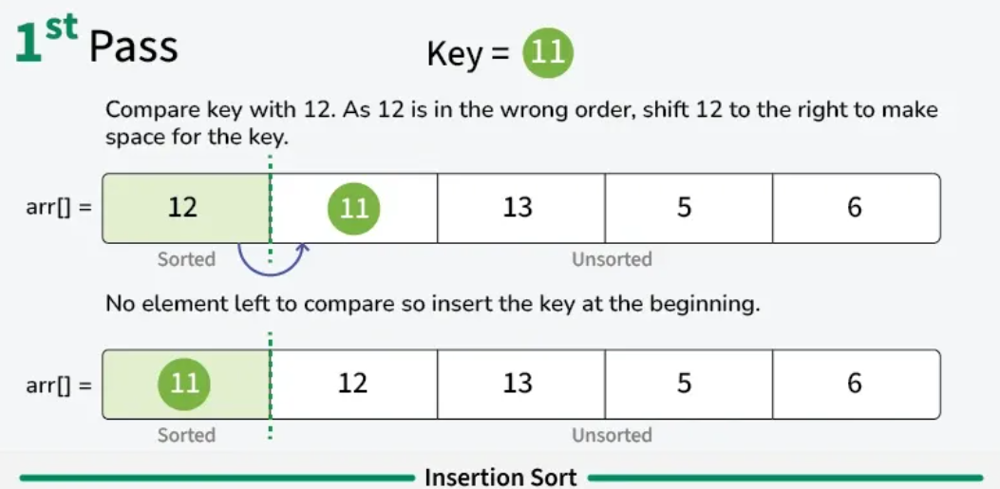 1st Pass
Key = 11
Compare key with 12. As 12 is in the wrong order, shift 12 to the right to make
space for the key.
arr[] = 12 11 13 5 6
Sorted Unsorted
No element left to compare so insert the key at the beginning.
arr[] = 11 12 13 5 6
Sorted Unsorted
Insertion Sort